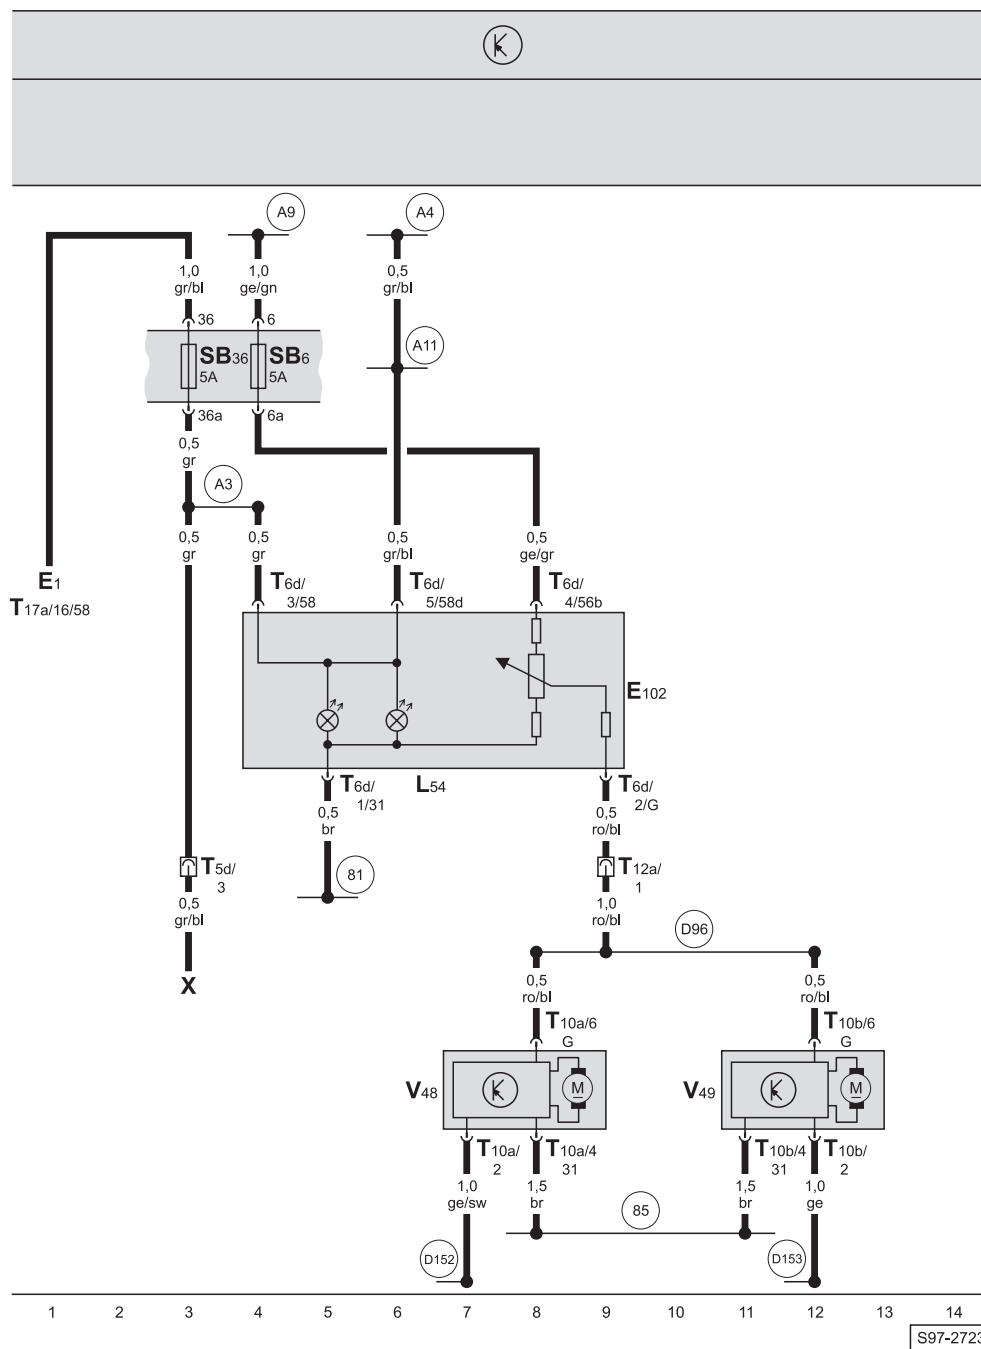 A9 A4
1,0 1,0 0,5
gr/bl ge/gn gr/bl
36 6
A11
SB36 SB6
5A 5A
36a 6a
0,5
gr
A3
0,5 0,5 0,5 0,5
gr gr gr/bl ge/gr
E1
T6d/ T6d/ T6d/
T17a/16/58
3/58 5/58d 4/56b
E102
T6d/ L54 T6d/
1/31 2/G
0,5 0,5
br ro/bl
T5d/ 81 T12a/
3 1
0,5 1,0
gr/bl ro/bl
D96
X
0,5 0,5
ro/bl ro/bl
T10a/6 T10b/6
G G
V48 M V49 M
T10a/ T10a/4 T10b/4 T10b/
2 31 31 2
1,0 1,5 1,5 1,0
ge/sw br br ge
85
D152 D153
1 2 3 4 5 6 7 8 9 10 11 12 13 14
S97-2723